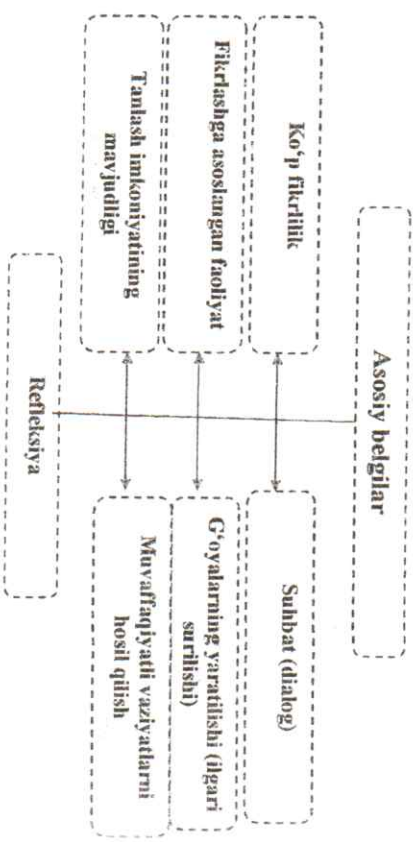 Asosiy belgilar
Ko‘p fikrlilik
Suhbat (dialog)
Fikrlashga asoslangan faoliyat
G‘oyalarning yaratilishi (ilgari
surilishi)
Tanlash imkoniyatining
mavjudligi
Muvaffaqiyatli vaziyatlarni
hosil qilish
Refleksiya